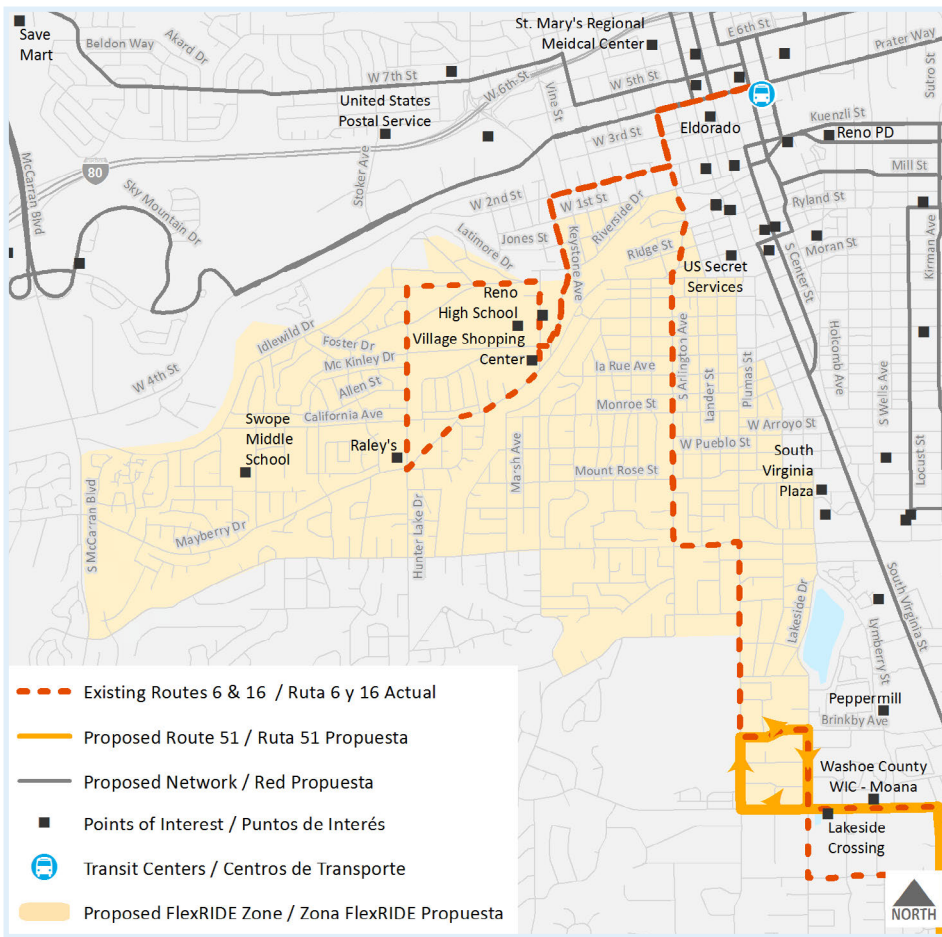 Save
Mart
Beldon Way
Akard Dr
St. Mary's Regional
Meidcal Center
E 6th St
Prater Way
Sutro St
W 7th St
W. 6th St
W 5th St
Vine St
United States
Postal Service
W 3rd St
Eldorado
Kuenzli St
Reno PD
Mill St
McCarran Blvd
80
Stoker Ave
Sky Mountain Dr
W 2nd St
W 1st St
Ryland St
Riverside Dr
Keystone Ave
Latimore Dr
Jones St
Ridge St
Moran St
Kirman Ave
US Secret
Services
S Center St
Reno
High School
Village Shopping
Center
Idlewild Dr
Foster Dr
Mc Kinley Dr
Allen St
W 4th St
la Rue Ave
S Arlington Ave
Lander St
Plumas St
Holcomb Ave
S Wells Ave
California Ave
Monroe St
W Arroyo St
Swope
Middle
School
Raley's
Marsh Ave
W Pueblo St
Mount Rose St
South
Virginia
Plaza
Locust St
S McCarran Blvd
Mayberry Dr
Hunter Lake Dr
Lakeside Dr
South Virginia St
Lymberry St
Peppermill
Brinkby Ave
Washoe County
WIC - Moana
Lakeside
Crossing
Existing Routes 6 & 16 / Ruta 6 y 16 Actual
Proposed Route 51 / Ruta 51 Propuesta
Proposed Network / Red Propuesta
Points of Interest / Puntos de Interés
Transit Centers / Centros de Transporte
Proposed FlexRIDE Zone / Zona FlexRIDE Propuesta
NORTH